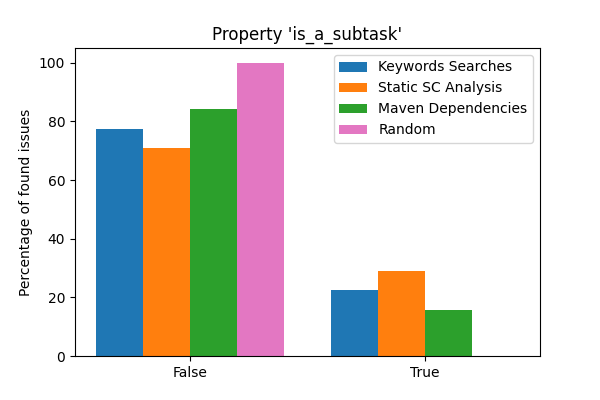 Property 'is_a_subtask'
Percentage of found issues
100
80
60
40
20
0
False
True
Keywords Searches
Static SC Analysis
Maven Dependencies
Random